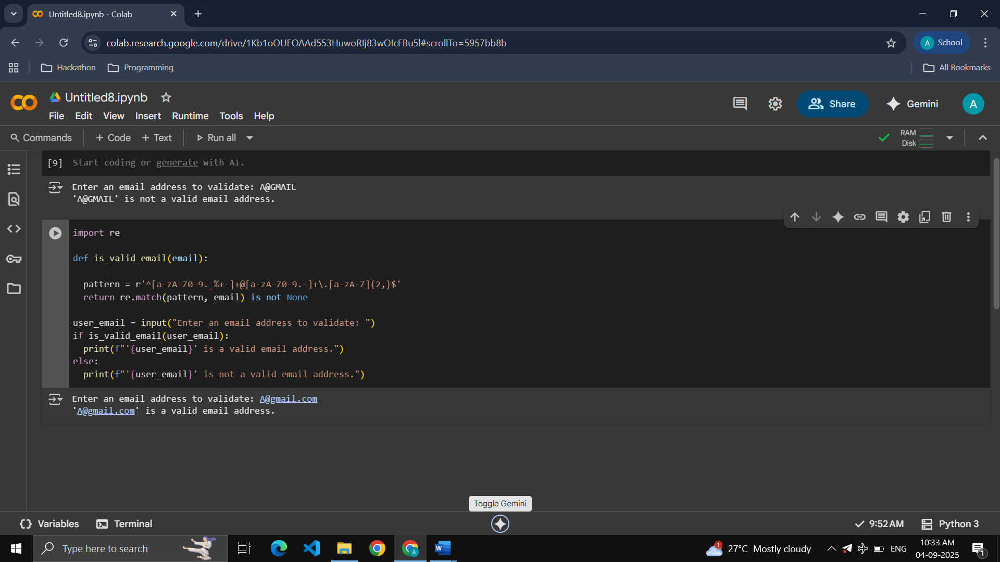 Untitled8.ipynb - Colab
colab.research.google.com/drive/1Kb1oOUEOAAd553HuwoRIj83wOIcFBu5l#scrollTo=5957bb8b
A School
Hackathon
Programming
All Bookmarks
Untitled8.ipynb
File Edit View Insert Runtime Tools Help
Share
Gemini
A
Commands
+ Code + Text
Run all
RAM
Disk
[9] Start coding or generate with AI.
Enter an email address to validate: A@GMAIL
'A@GMAIL' is not a valid email address.
import re
def is_valid_email(email):
pattern = r'^[a-zA-Z0-9._%+-]+@[a-zA-Z0-9.-]+\.[a-zA-Z]{2,}$'
return re.match(pattern, email) is not None
user_email = input("Enter an email address to validate: ")
if is_valid_email(user_email):
print(f"'{user_email}' is a valid email address.")
else:
print(f"'{user_email}' is not a valid email address.")
Enter an email address to validate: A@gmail.com
'A@gmail.com' is a valid email address.
Toggle Gemini
Variables
Terminal
9:52 AM
Python 3
Type here to search
A
W
1
27°C Mostly cloudy
ENG
10:33 AM
04-09-2025
1